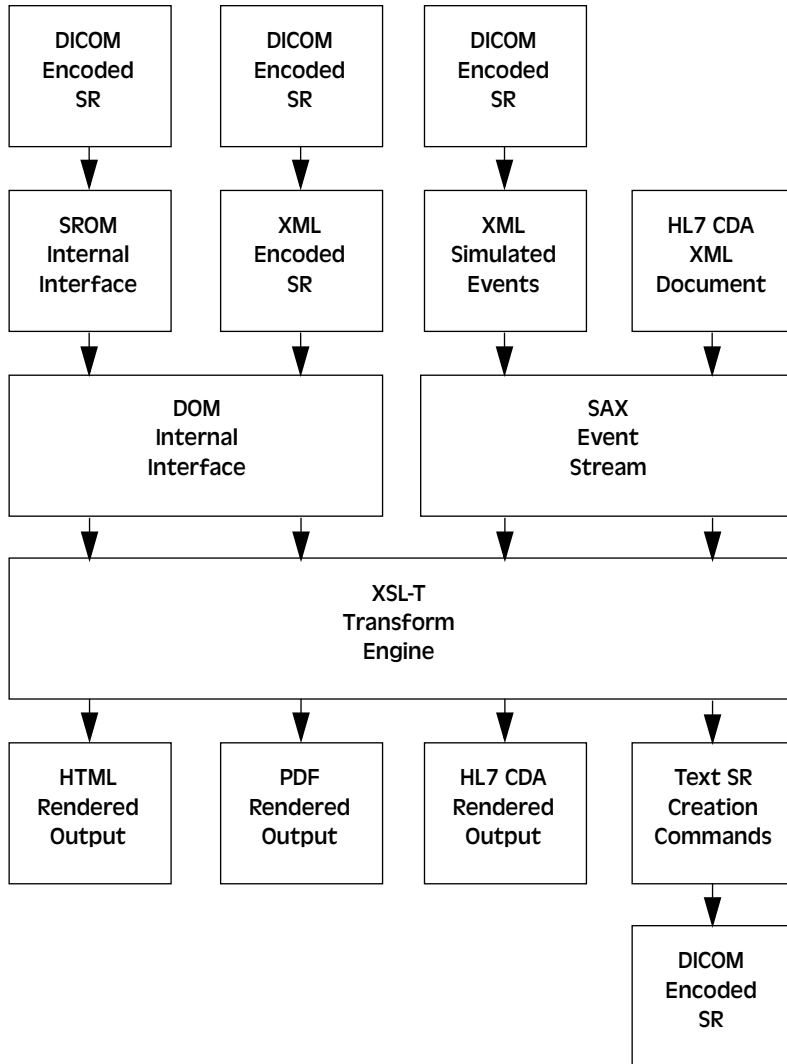 DICOM
Encoded
SR
DICOM
Encoded
SR
DICOM
Encoded
SR
SROM
Internal
Interface
XML
Encoded
SR
XML
Simulated
Events
HL7 CDA
XML
Document
DOM
Internal
Interface
SAX
Event
Stream
XSL-T
Transform
Engine
HTML
Rendered
Output
PDF
Rendered
Output
HL7 CDA
Rendered
Output
Text SR
Creation
Commands
DICOM
Encoded
SR